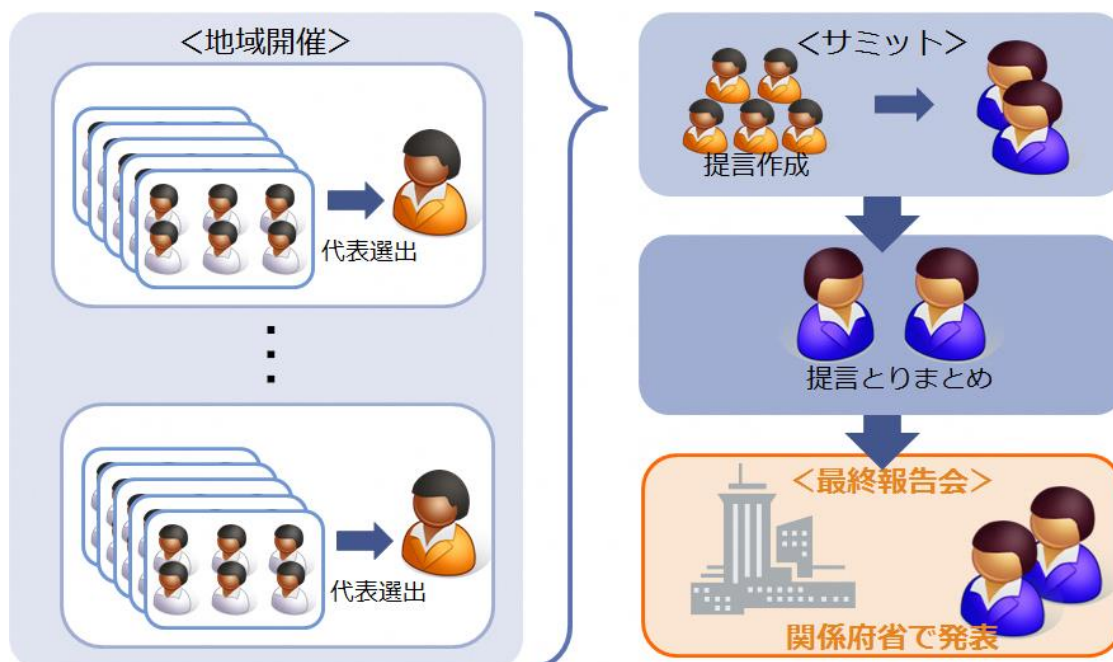 <地域開催>
代表選出
代表選出
<サミット>
提言作成
提言とりまとめ
<最終報告会>
関係府省で発表